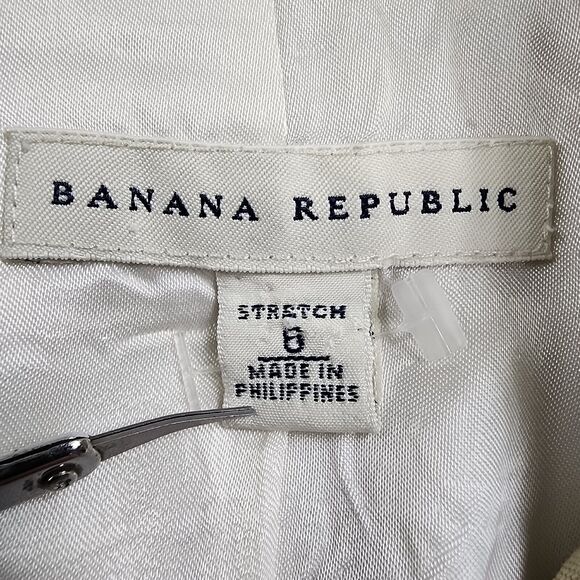 BANANA REPUBLIC
STRETCH
6
MADE IN
PHILIPPINES